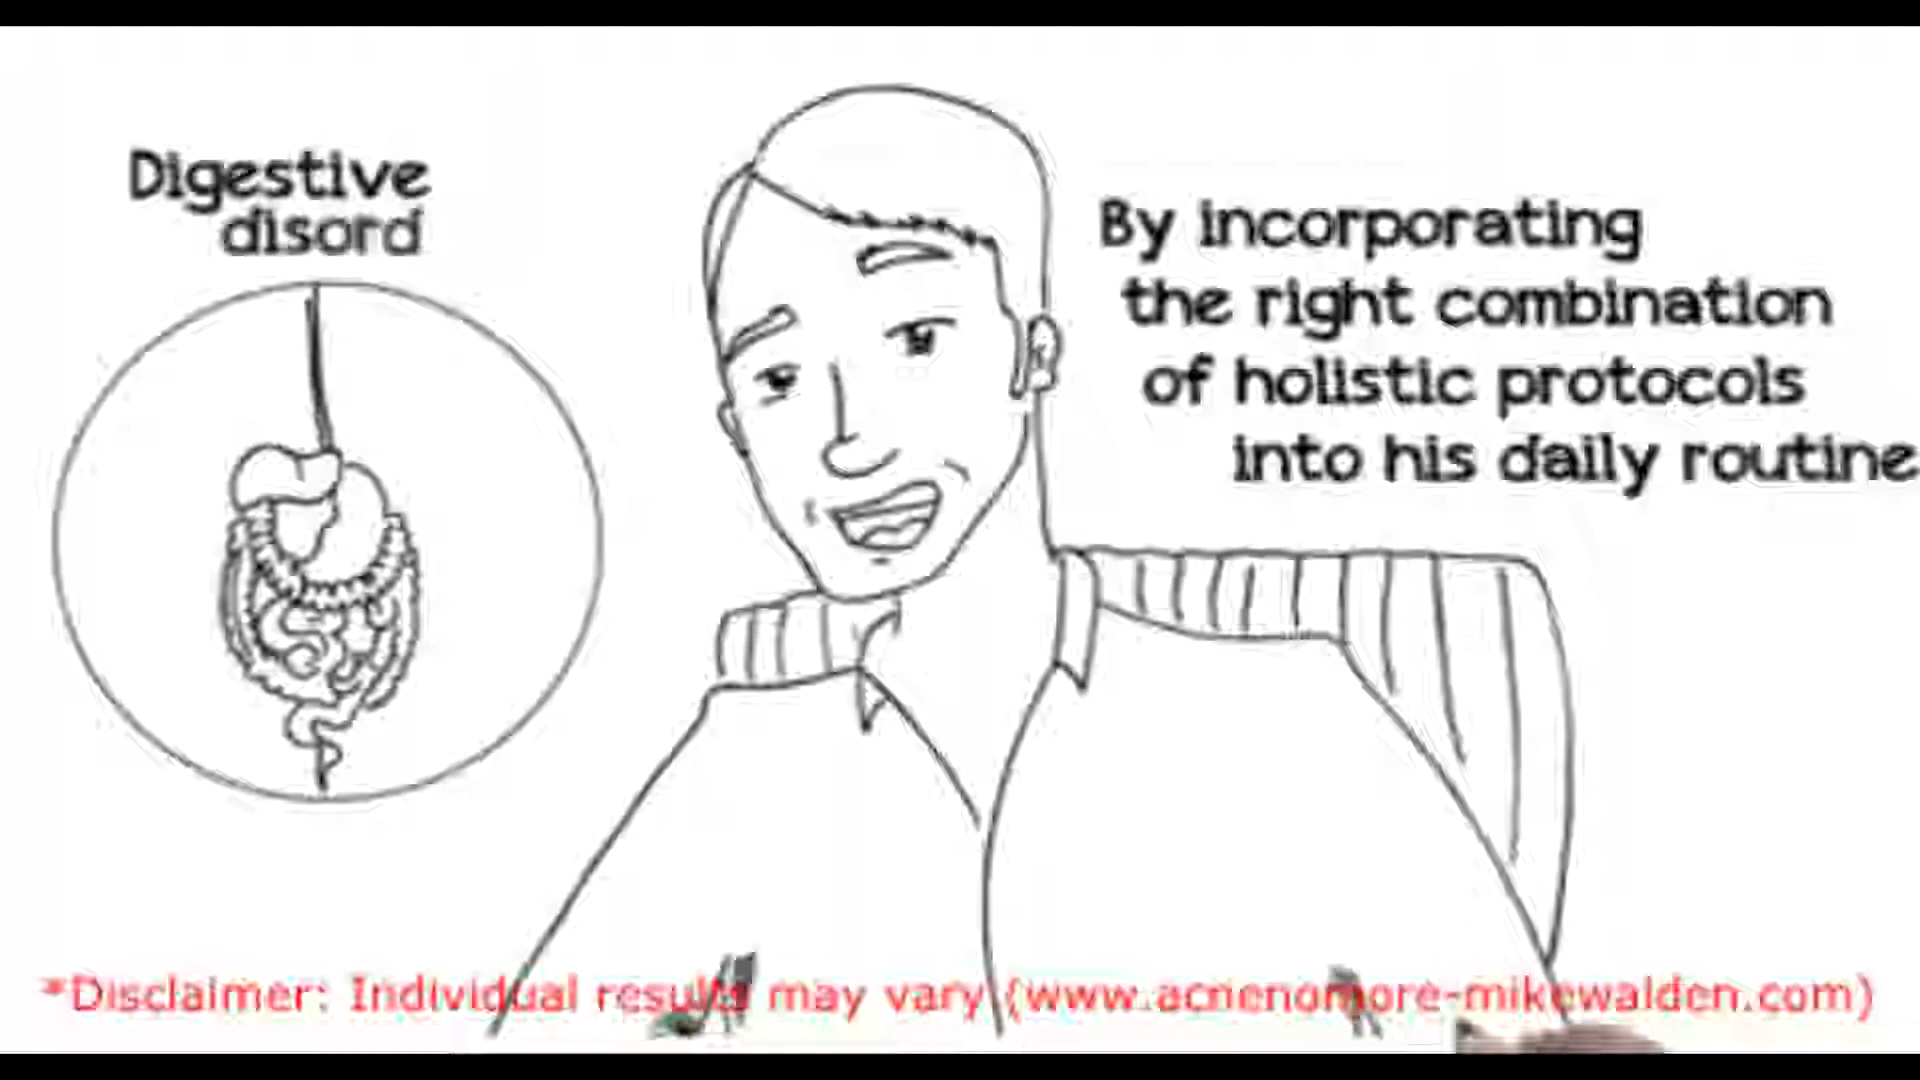 Digestive
disord
By incorporating
the right combination
of holistic protocols
into his daily routine
*Disclaimer: Individual results may vary (www.acnenomore-mikewalden.com)